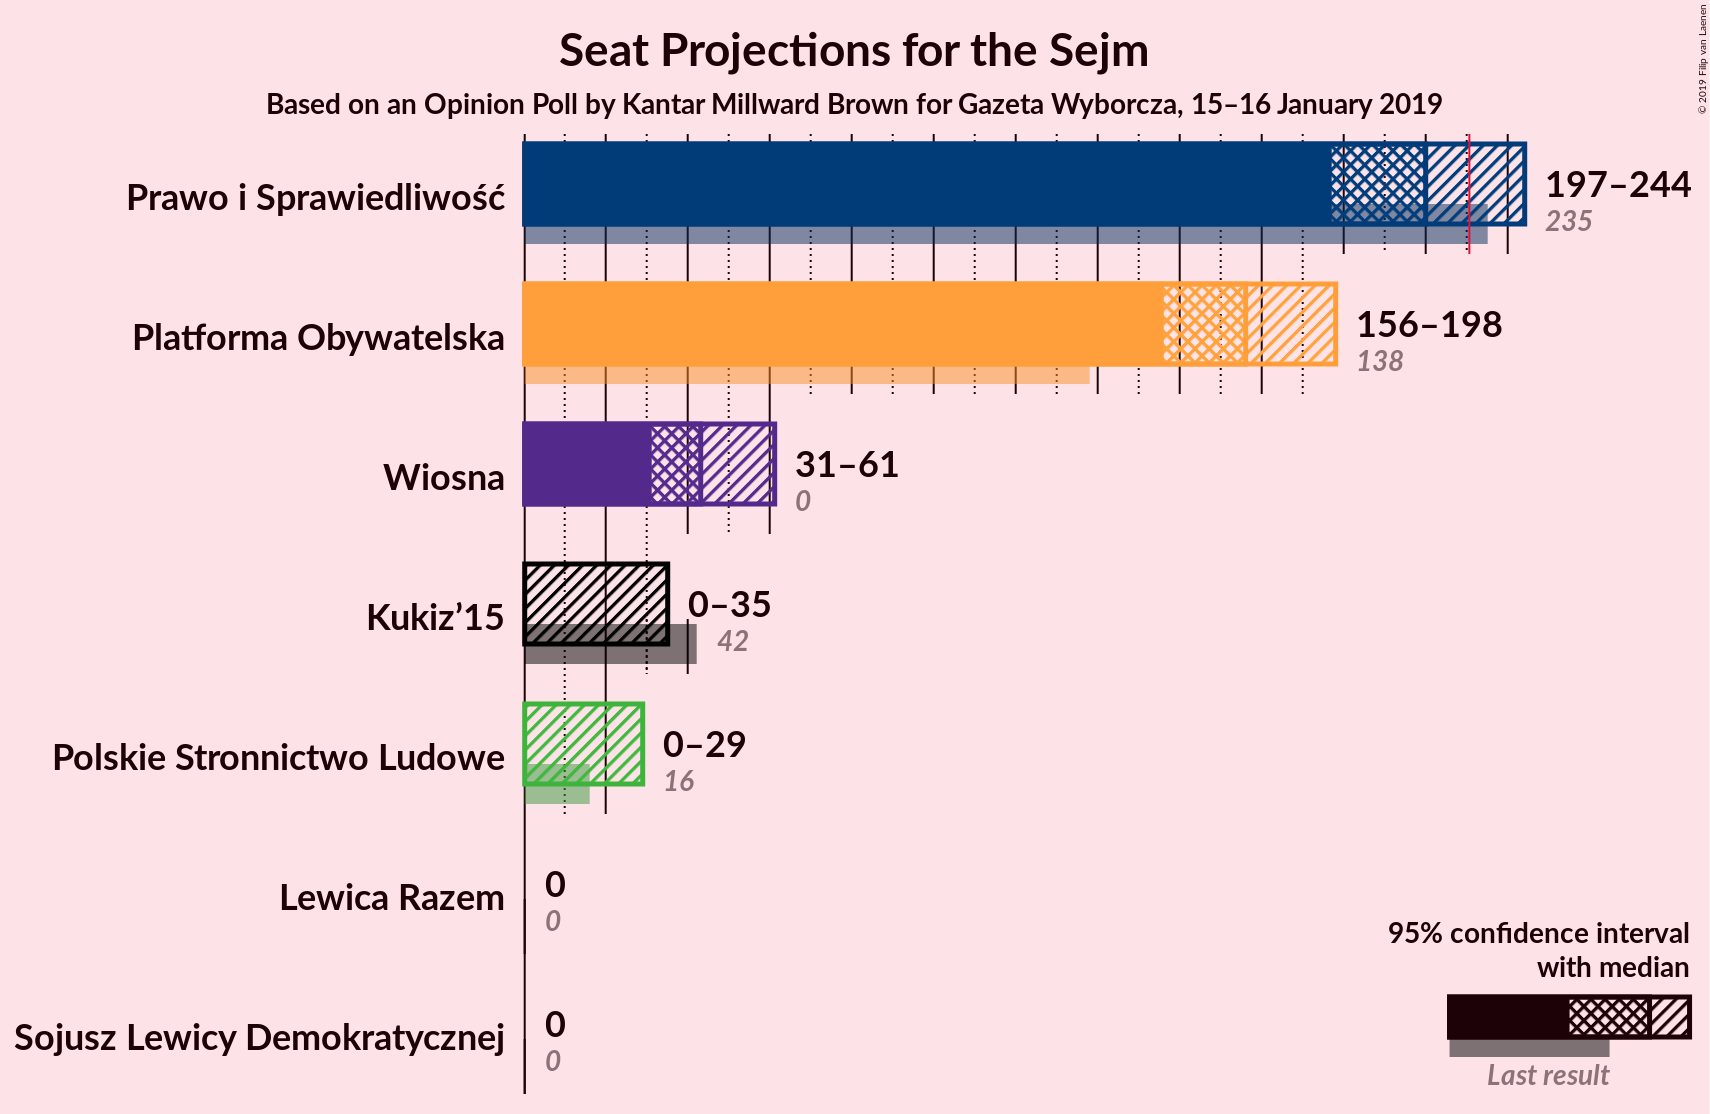 Seat Projections for the Sejm
Based on an Opinion Poll by Kantar Millward Brown for Gazeta Wyborcza, 15–16 January 2019
© 2019 Filip van Laenen
Prawo i Sprawiedliwość
197–244
235
Platforma Obywatelska
156–198
138
Wiosna
31–61
0
Kukiz’15
0–35
42
Polskie Stronnictwo Ludowe
0–29
16
Lewica Razem
0
0
Sojusz Lewicy Demokratycznej
0
0
95% confidence interval
with median
Last result